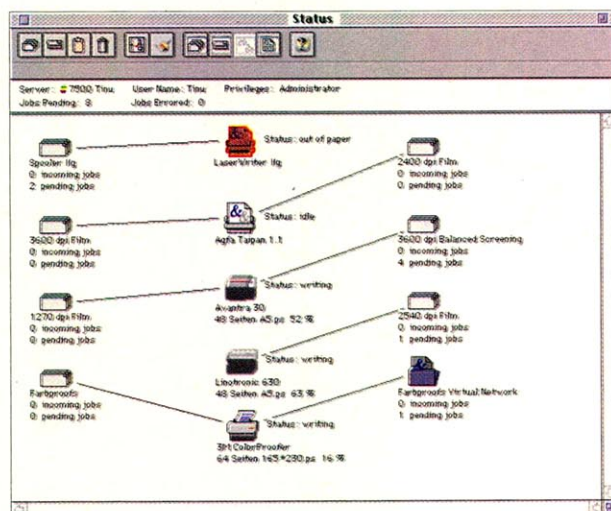 Status
Server: 7500 Tinu User Name: Tinu Privileges: Administrator
Jobs Pending: 8 Jobs Errored: 0
Spooler IIg
0 incoming jobs
2 pending jobs
Status: out of paper
LaserWriter IIg
2400 dpi Film
0 incoming jobs
0 pending jobs
3600 dpi Film
0 incoming jobs
0 pending jobs
Status: idle
Agfa Taipan 1.1
3600 dpi Balanced Screening
0 incoming jobs
4 pending jobs
1270 dpi Film
0 incoming jobs
0 pending jobs
Status: writing
Avantra 30
48 Seiten A5.ps 52 %
2540 dpi Film
0 incoming jobs
1 pending jobs
Status: writing
Linotronic 630
48 Seiten A5.ps 63 %
Farbproofs
0 incoming jobs
0 pending jobs
Status: writing
3M ColorProofer
64 Seiten 165*230.ps 16 %
Farbproofs Virtual Network
0 incoming jobs
1 pending jobs